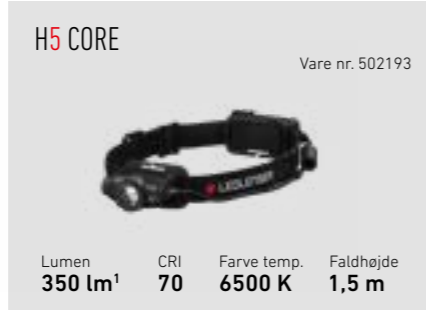 H5 CORE
Vare nr. 502193
LEDLENSER
Lumen CRI Farve temp. Faldhøjde
350 lm¹ 70 6500 K 1,5 m